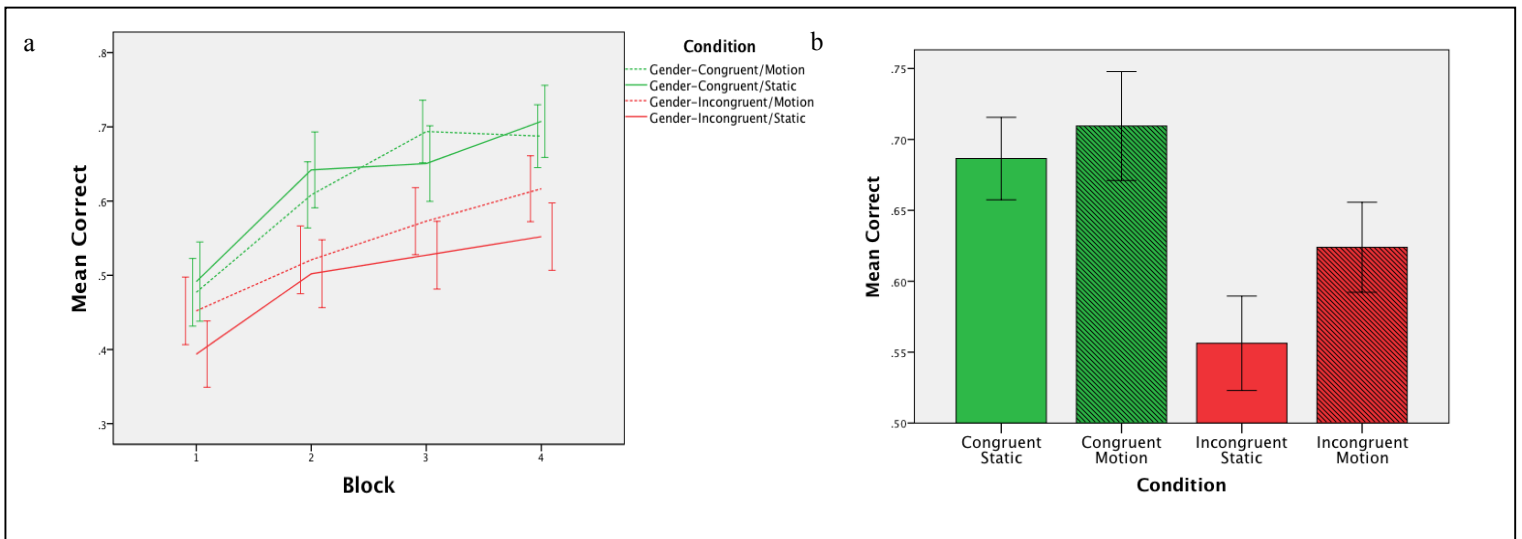 a
Mean Correct
.8
.7
.6
.5
.4
.3
1 2 3 4
Block
Condition
Gender-Congruent/Motion
Gender-Congruent/Static
Gender-Incongruent/Motion
Gender-Incongruent/Static
b
Mean Correct
.75
.70
.65
.60
.55
.50
Congruent Static
Congruent Motion
Incongruent Static
Incongruent Motion
Condition